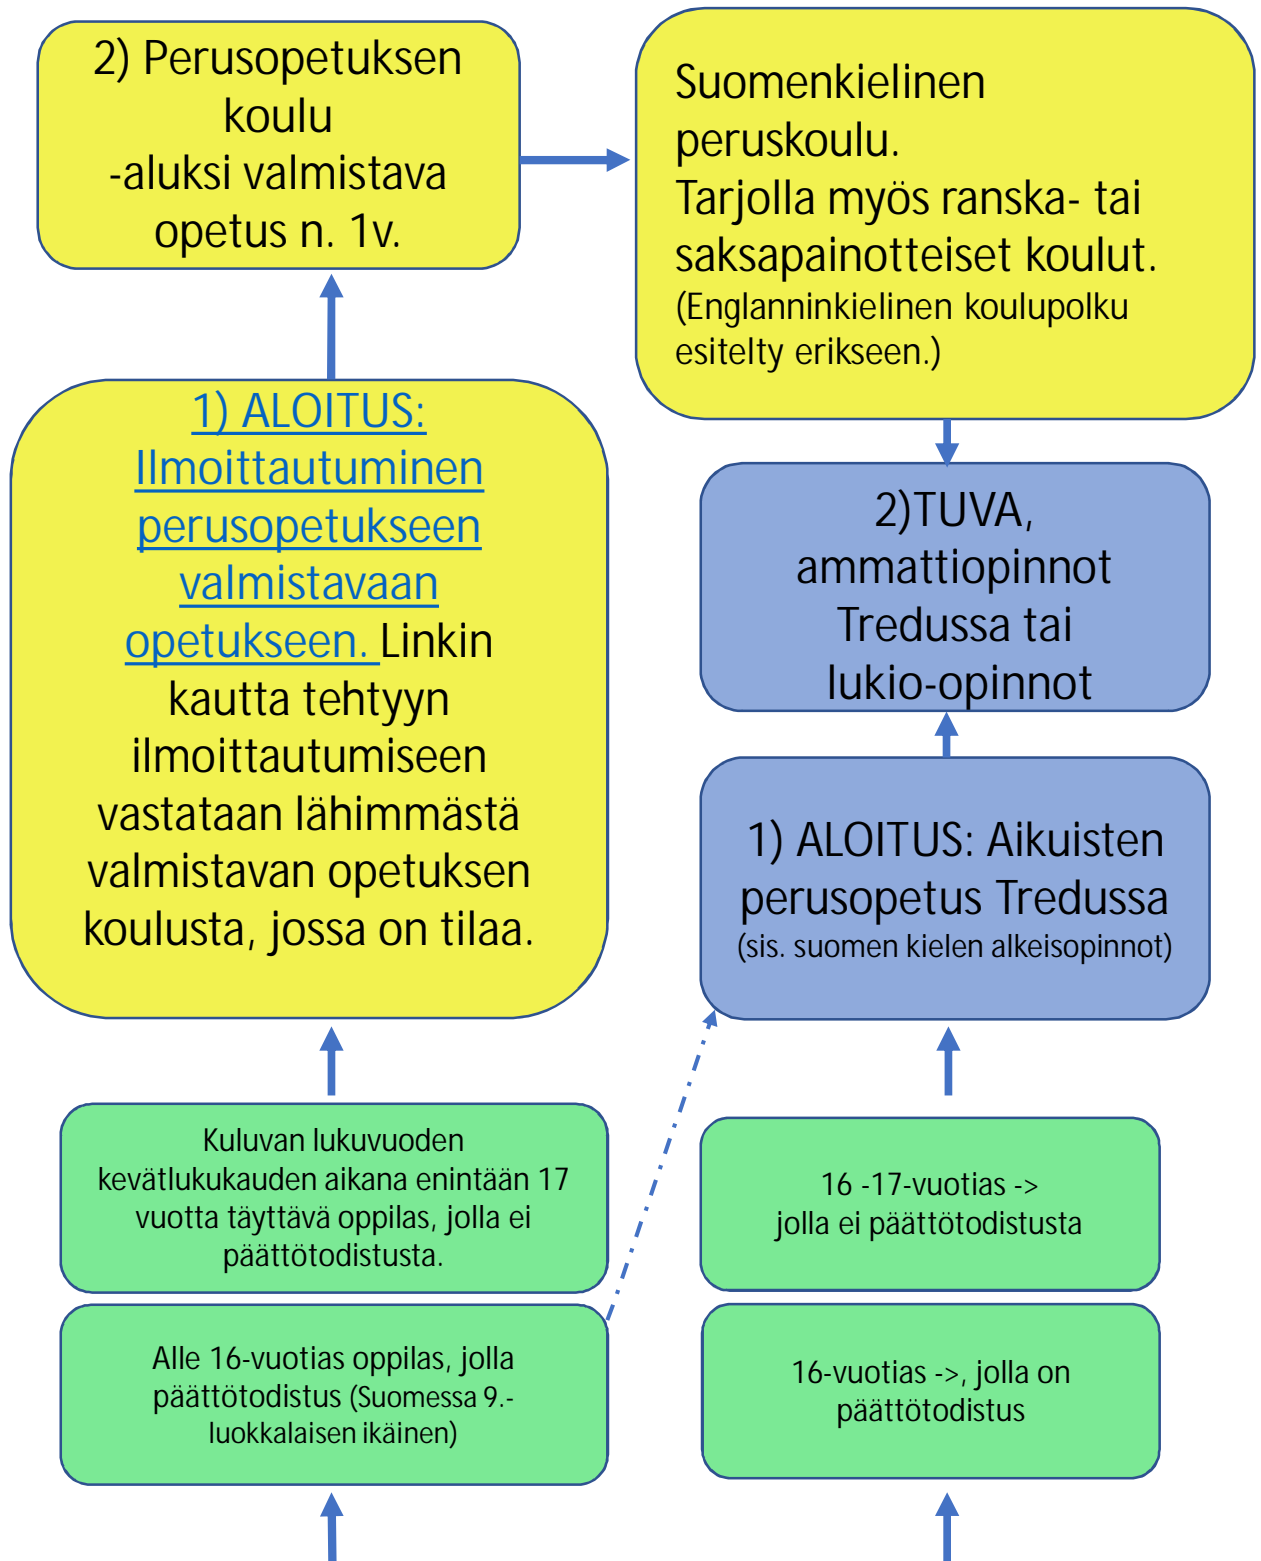 2) Perusopetuksen
koulu
-aluksi valmistava
opetus n. 1v.
Suomenkielinen
peruskoulu.
Tarjolla myös ranska- tai
saksapainotteiset koulut.
(Englanninkielinen koulupolku
esitelty erikseen.)
1) ALOITUS:
Ilmoittautuminen
perusopetukseen
valmistavaan
opetukseen. Linkin
kautta tehtyyn
ilmoittautumiseen
vastataan lähimmästä
valmistavan opetuksen
koulusta, jossa on tilaa.
2)TUVA,
ammattiopinnot
Tredussa tai
lukio-opinnot
1) ALOITUS: Aikuisten
perusopetus Tredussa
(sis. suomen kielen alkeisopinnot)
Kuluvan lukuvuoden
kevätlukukauden aikana enintään 17
vuotta täyttävä oppilas, jolla ei
päättötodistusta.
16 -17-vuotias ->
jolla ei päättötodistusta
Alle 16-vuotias oppilas, jolla
päättötodistus (Suomessa 9.-
luokkalaisen ikäinen)
16-vuotias ->, jolla on
päättötodistus